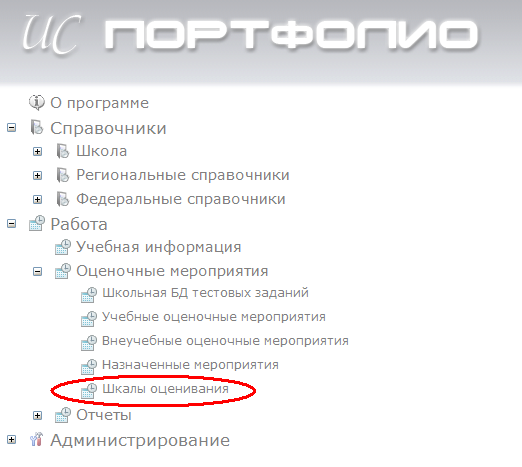 ИС ПОРТФОЛИО
О программе
Справочники
Школа
Региональные справочники
Федеральные справочники
Работа
Учебная информация
Оценочные мероприятия
Школьная БД тестовых заданий
Учебные оценочные мероприятия
Внеучебные оценочные мероприятия
Назначенные мероприятия
Шкалы оценивания
Отчеты
Администрирование